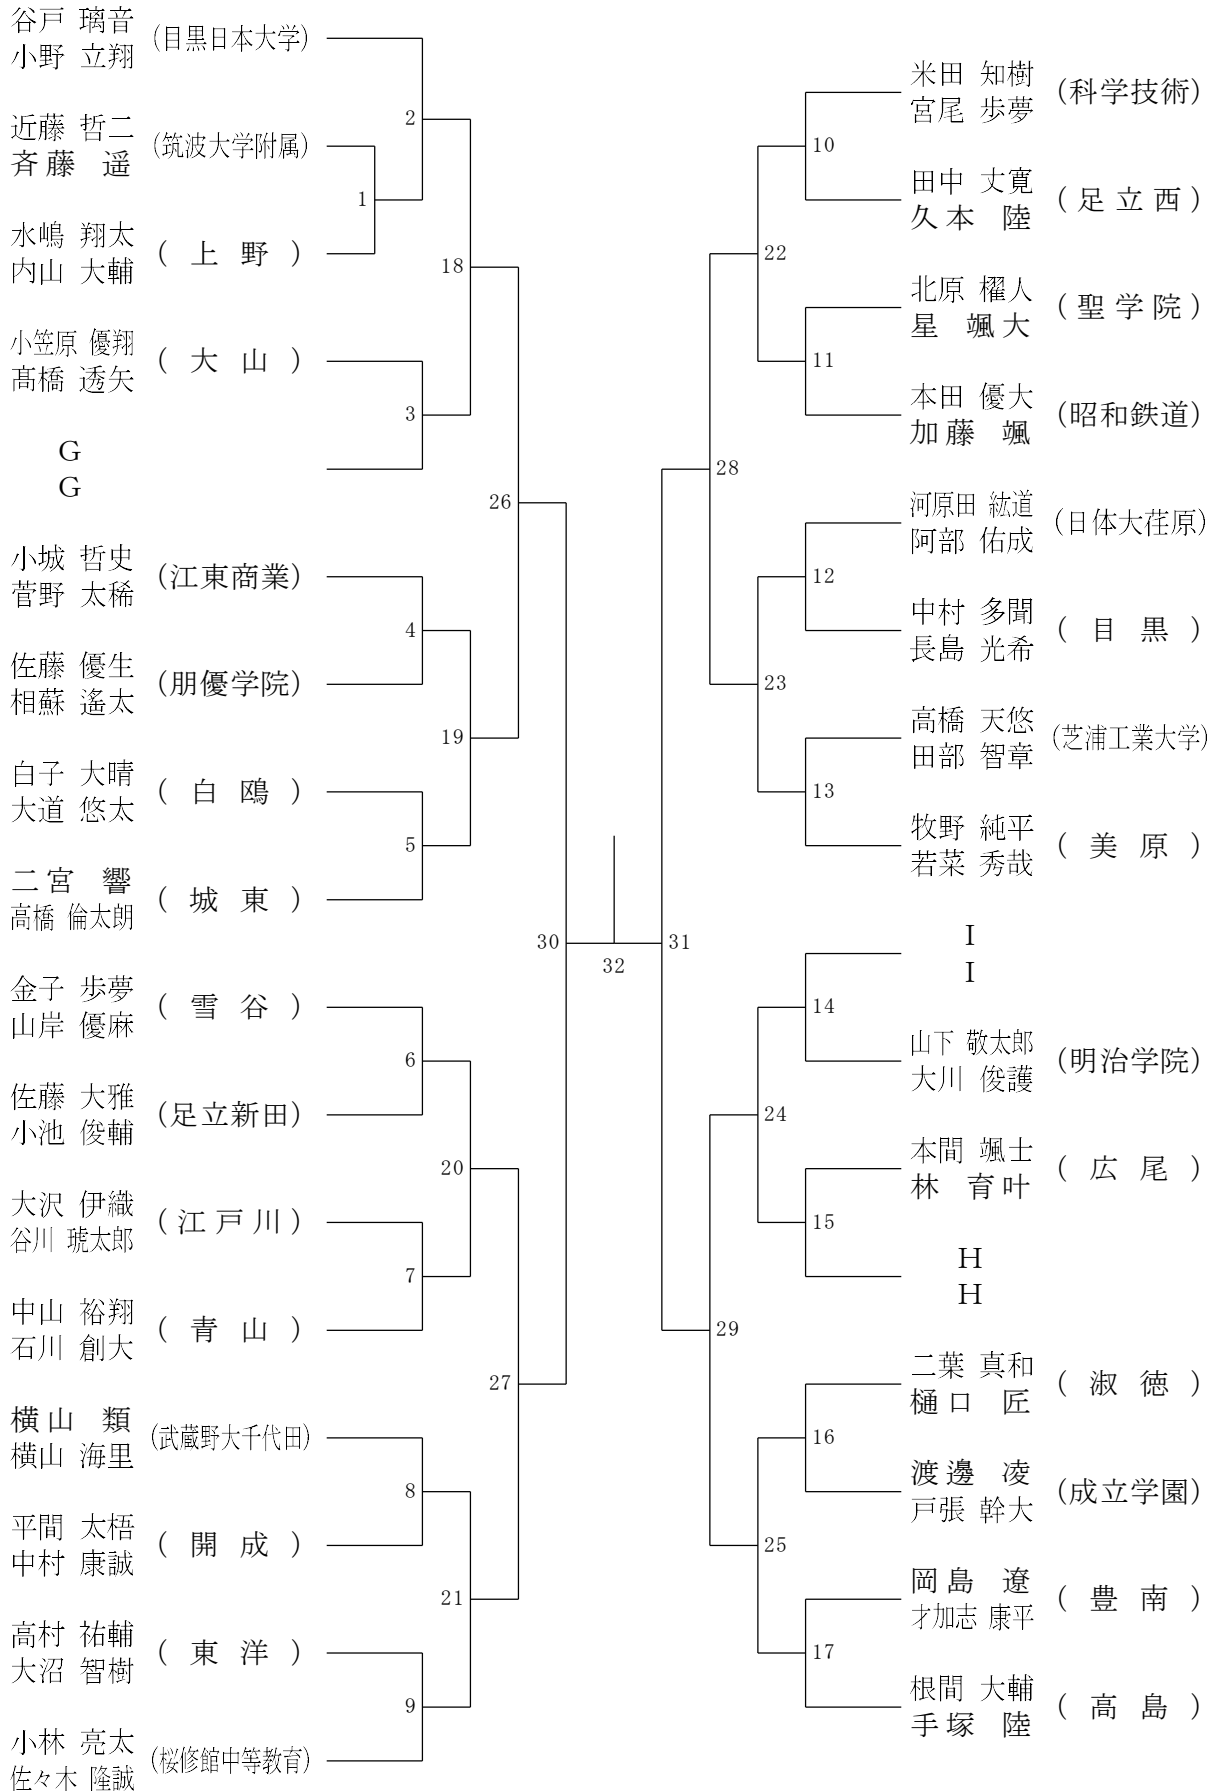 谷戸 璃音
小野 立翔
(目黒日本大学)
近藤 哲二
斉藤 遥
(筑波大学附属)
水嶋 翔太
内山 大輔
( 上 野 )
小笠原 優翔
髙橋 透矢
( 大 山 )
G
G
小城 哲史
菅野 太稀
(江東商業)
佐藤 優生
相蘇 遙太
(朋優学院)
白子 大晴
大道 悠太
( 白 鴎 )
二宮 響
高橋 倫太朗
( 城 東 )
金子 歩夢
山岸 優麻
( 雪 谷 )
佐藤 大雅
小池 俊輔
(足立新田)
大沢 伊織
谷川 琥太郎
(江戸川)
中山 裕翔
石川 創大
( 青 山 )
横山 類
横山 海里
(武蔵野大千代田)
平間 太梧
中村 康誠
( 開 成 )
高村 祐輔
大沼 智樹
( 東 洋 )
小林 亮太
佐々木 隆誠
(桜修館中等教育)
1
2
3
4
5
6
7
8
9
18
19
20
21
26
27
30
32
31
28
29
22
23
24
25
10
11
12
13
14
15
16
17
米田 知樹
宮尾 歩夢
(科学技術)
田中 丈寛
久本 陸
(足立西)
北原 櫂人
星 颯大
(聖学院)
本田 優大
加藤 颯
(昭和鉄道)
河原田 紘道
阿部 佑成
(日体大荏原)
中村 多聞
長島 光希
( 目 黒 )
高橋 天悠
田部 智章
(芝浦工業大学)
牧野 純平
若菜 秀哉
( 美 原 )
I
I
山下 敬太郎
大川 俊護
(明治学院)
本間 颯士
林 育叶
( 広 尾 )
H
H
二葉 真和
樋口 匠
( 淑 徳 )
渡邊 凌
戸張 幹大
(成立学園)
岡島 遼
才加志 康平
( 豊 南 )
根間 大輔
手塚 陸
( 高 島 )